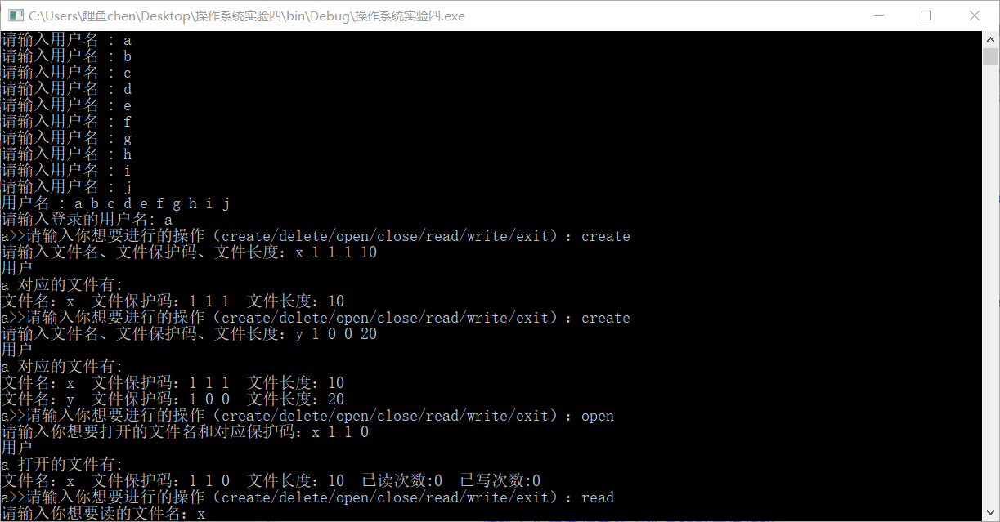 C:\Users\鲤鱼chen\Desktop\操作系统实验四\bin\Debug\操作系统实验四.exe
请输入用户名 : a
请输入用户名 : b
请输入用户名 : c
请输入用户名 : d
请输入用户名 : e
请输入用户名 : f
请输入用户名 : g
请输入用户名 : h
请输入用户名 : i
请输入用户名 : j
用户名 : a b c d e f g h i j
请输入登录的用户名: a
a>>请输入你想要进行的操作（create/delete/open/close/read/write/exit）: create
请输入文件名、文件保护码、文件长度: x 1 1 1 10
用户
a 对应的文件有:
文件名: x  文件保护码: 1 1 1  文件长度: 10
a>>请输入你想要进行的操作（create/delete/open/close/read/write/exit）: create
请输入文件名、文件保护码、文件长度: y 1 0 0 20
用户
a 对应的文件有:
文件名: x  文件保护码: 1 1 1  文件长度: 10
文件名: y  文件保护码: 1 0 0  文件长度: 20
a>>请输入你想要进行的操作（create/delete/open/close/read/write/exit）: open
请输入你想要打开的文件名和对应保护码: x 1 1 0
用户
a 打开的文件有:
文件名: x  文件保护码: 1 1 0  文件长度: 10  已读次数:0  已写次数:0
a>>请输入你想要进行的操作（create/delete/open/close/read/write/exit）: read
请输入你想要读的文件名: x